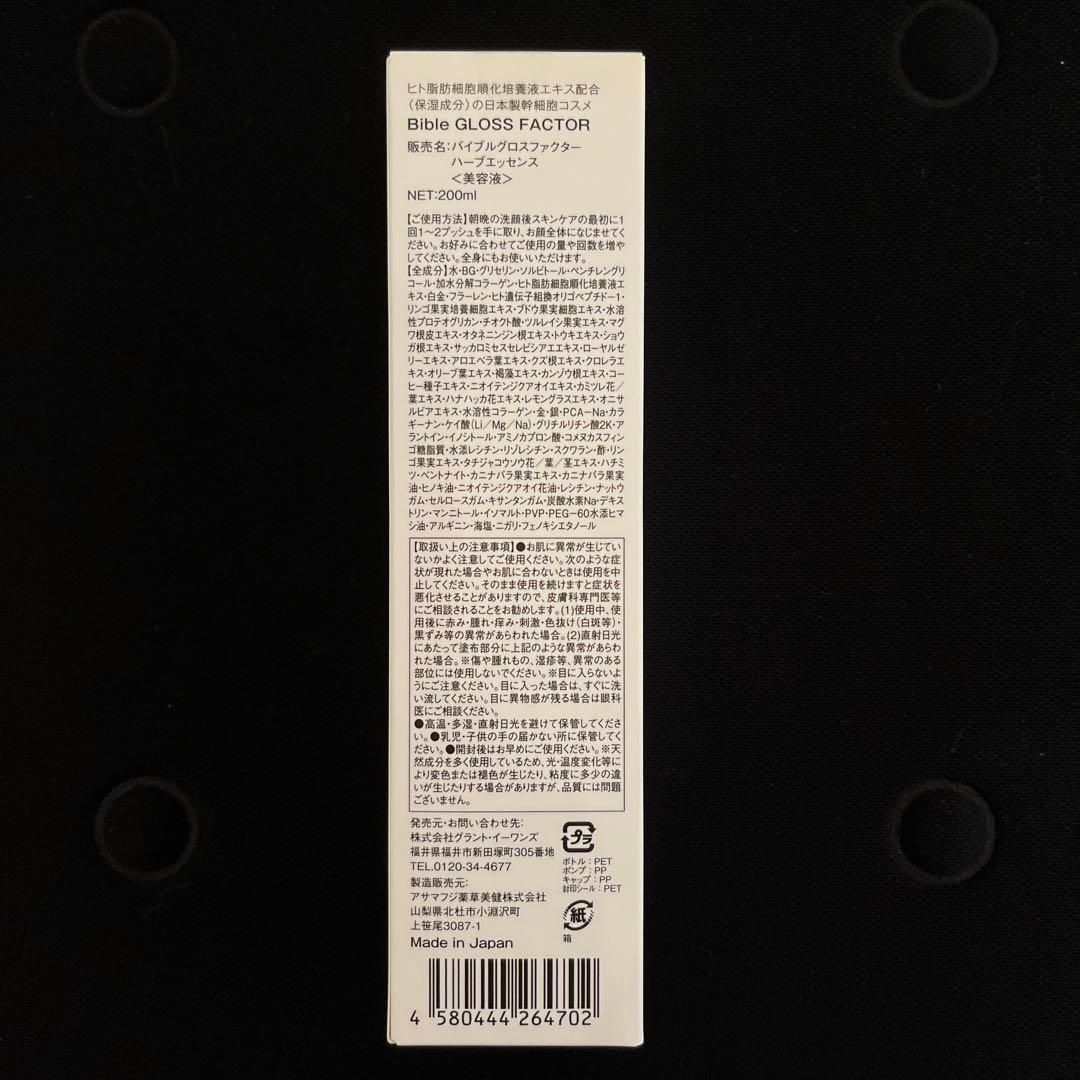 ヒト脂肪細胞順化培養液エキス配合
（保湿成分）の日本製幹細胞コスメ
Bible GLOSS FACTOR
販売名：バイブルグロスファクター
ハーブエッセンス
＜美容液＞
NET:200ml
【ご使用方法】朝晩の洗顔後スキンケアの最初に1
回1〜2プッシュを手に取り、お顔全体になじませてく
ださい。お好みに合わせてご使用の量や回数を増や
してください。全身にもお使いいただけます。
【全成分】水・BG・グリセリン・ソルビトール・ペンチレングリ
コール・加水分解コラーゲン・ヒト脂肪細胞順化培養液エ
キス・白金・フラーレン・ヒト遺伝子組換オリゴペプチド-1・
リンゴ果実培養細胞エキス・ブドウ果実細胞エキス・水溶
性プロテオグリカン・チオクト酸・ツルレイシ果実エキス・マグ
ワ根皮エキス・オタネニンジン根エキス・トウキエキス・ショウ
ガ根エキス・サッカロミセスセレビシアエエキス・ローヤルゼ
リーエキス・アロエベラ葉エキス・クズ根エキス・クロレラエ
キス・オリーブ葉エキス・褐藻エキス・カンゾウ根エキス・コー
ヒー種子エキス・ニオイテンジクアオイエキス・カミツレ花／
葉エキス・ハナハッカ花エキス・レモングラスエキス・オニサ
ルビアエキス・水溶性コラーゲン・金・銀・PCA-Na・カラ
ギーナン・ケイ酸（Li／Mg／Na）・グリチルリチン酸2K・ア
ラントイン・イノシトール・アミノカプロン酸・コメヌカスフィン
ゴ糖脂質・水添レシチン・リゾレシチン・スクワラン・酢・リン
ゴ果実エキス・タチジャコウソウ花／葉／茎エキス・ハチミ
ツ・ベントナイト・カニナバラ果実エキス・カニナバラ果実
油・ヒノキ油・ニオイテンジクアオイ花油・レシチン・ナットウ
ガム・セルロースガム・キサンタンガム・炭酸水素Na・デキス
トリン・マンニトール・イソマルト・PVP・PEG-60水添ヒマ
シ油・アルギニン・海塩・ニガリ・フェノキシエタノール
【取扱い上の注意事項】●お肌に異常が生じてい
ないかよく注意してご使用ください。次のような症
状が現れた場合やお肌に合わないときは使用を中
止してください。そのまま使用を続けますと症状を
悪化させることがありますので、皮膚科専門医等
にご相談されることをお勧めします。(1)使用中、使
用後に赤み・腫れ・痒み・刺激・色抜け(白斑等)・
黒ずみ等の異常があらわれた場合。(2)直射日光
にあたって塗布部分に上記のような異常があらわ
れた場合。※傷や腫れもの、湿疹等、異常のある
部位には使用しないでください。※目に入らないよ
うにご注意ください。目に入った場合は、すぐに洗
い流してください。目に異物感が残る場合は眼科
医にご相談ください。
●高温・多湿・直射日光を避けて保管してくださ
い。●乳児・子供の手の届かない所に保管してく
ださい。●開封後はお早めにご使用ください。※天
然成分を多く使用しているため、光・温度変化等に
より変色または褪色が生じたり、粘度に多少の違
いが生じたりする場合がありますが、品質には問題
ございません。
発売元・お問い合わせ先：
株式会社グラント・イーワンズ
福井県福井市新田塚町305番地
TEL.0120-34-4677
製造販売元：
アサマフジ薬草美健株式会社
山梨県北杜市小淵沢町
上笹尾3087-1
Made in Japan
プラ
ボトル：PET
ポンプ：PP
キャップ：PP
封印シール：PET
紙
箱
4 580444 264702